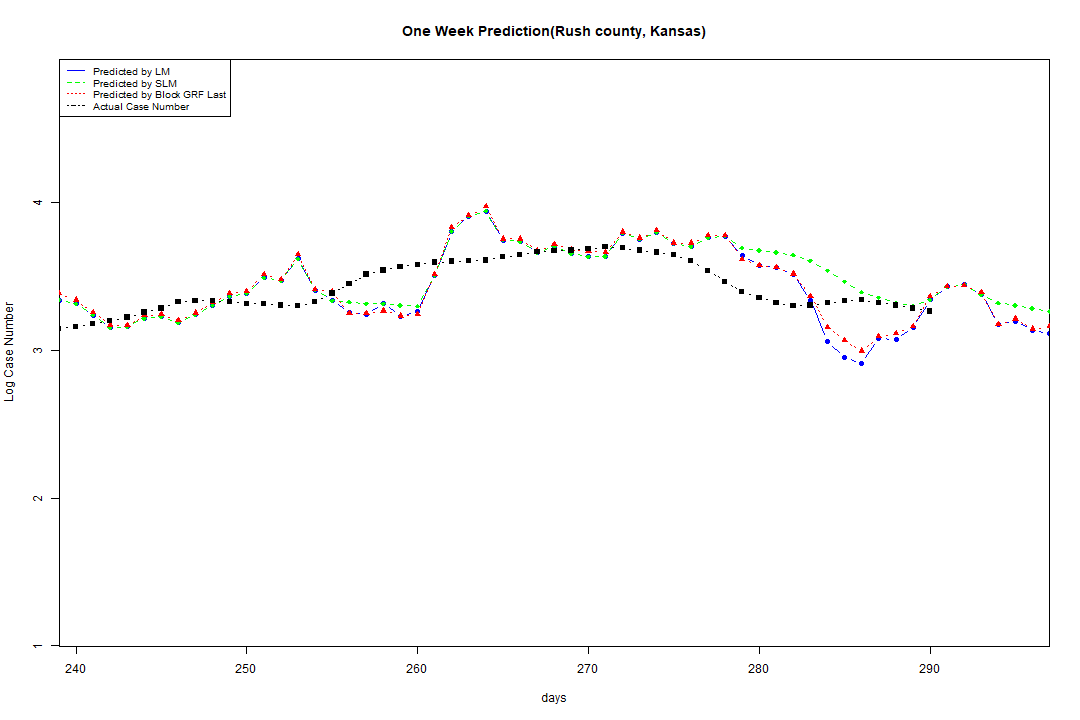 One Week Prediction(Rush county, Kansas)
Predicted by LM
Predicted by SLM
Predicted by Block GRF Last
Actual Case Number
4
3
2
1
Log Case Number
240 250 260 270 280 290
days